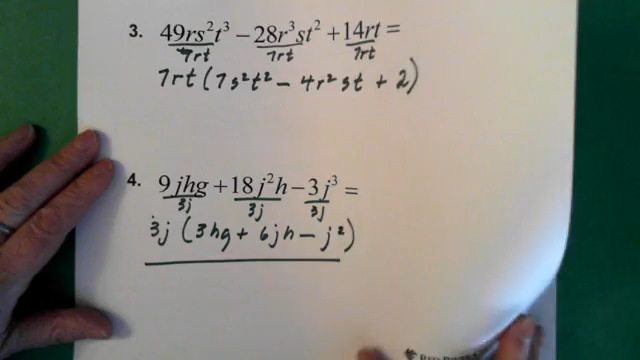 3. 49rs²t³ − 28r³st² + 14rt =
7rt 7rt 7rt
7rt (7s²t² − 4r²st + 2)
4. 9jhg + 18j²h − 3j³ =
3j 3j 3j
3j (3hg + 6jh − j²)